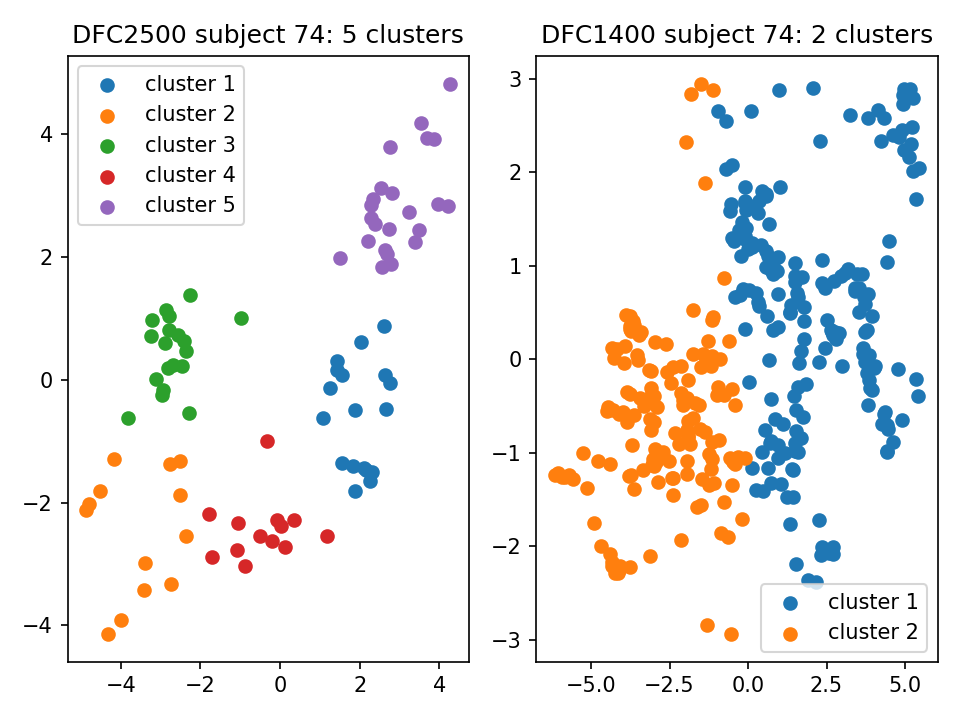 DFC2500 subject 74: 5 clusters
cluster 1
cluster 2
cluster 3
cluster 4
cluster 5
4
2
0
−2
−4
−4
−2
0
2
4
DFC1400 subject 74: 2 clusters
3
2
1
0
−1
−2
−3
cluster 1
cluster 2
−5.0
−2.5
0.0
2.5
5.0